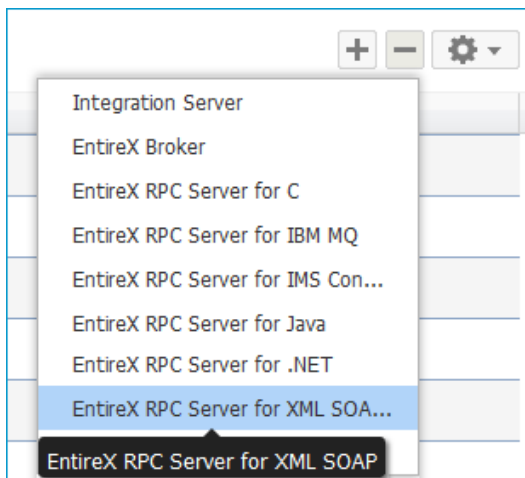 Integration Server
EntireX Broker
EntireX RPC Server for C
EntireX RPC Server for IBM MQ
EntireX RPC Server for IMS Con...
EntireX RPC Server for Java
EntireX RPC Server for .NET
EntireX RPC Server for XML SOA...
EntireX RPC Server for XML SOAP